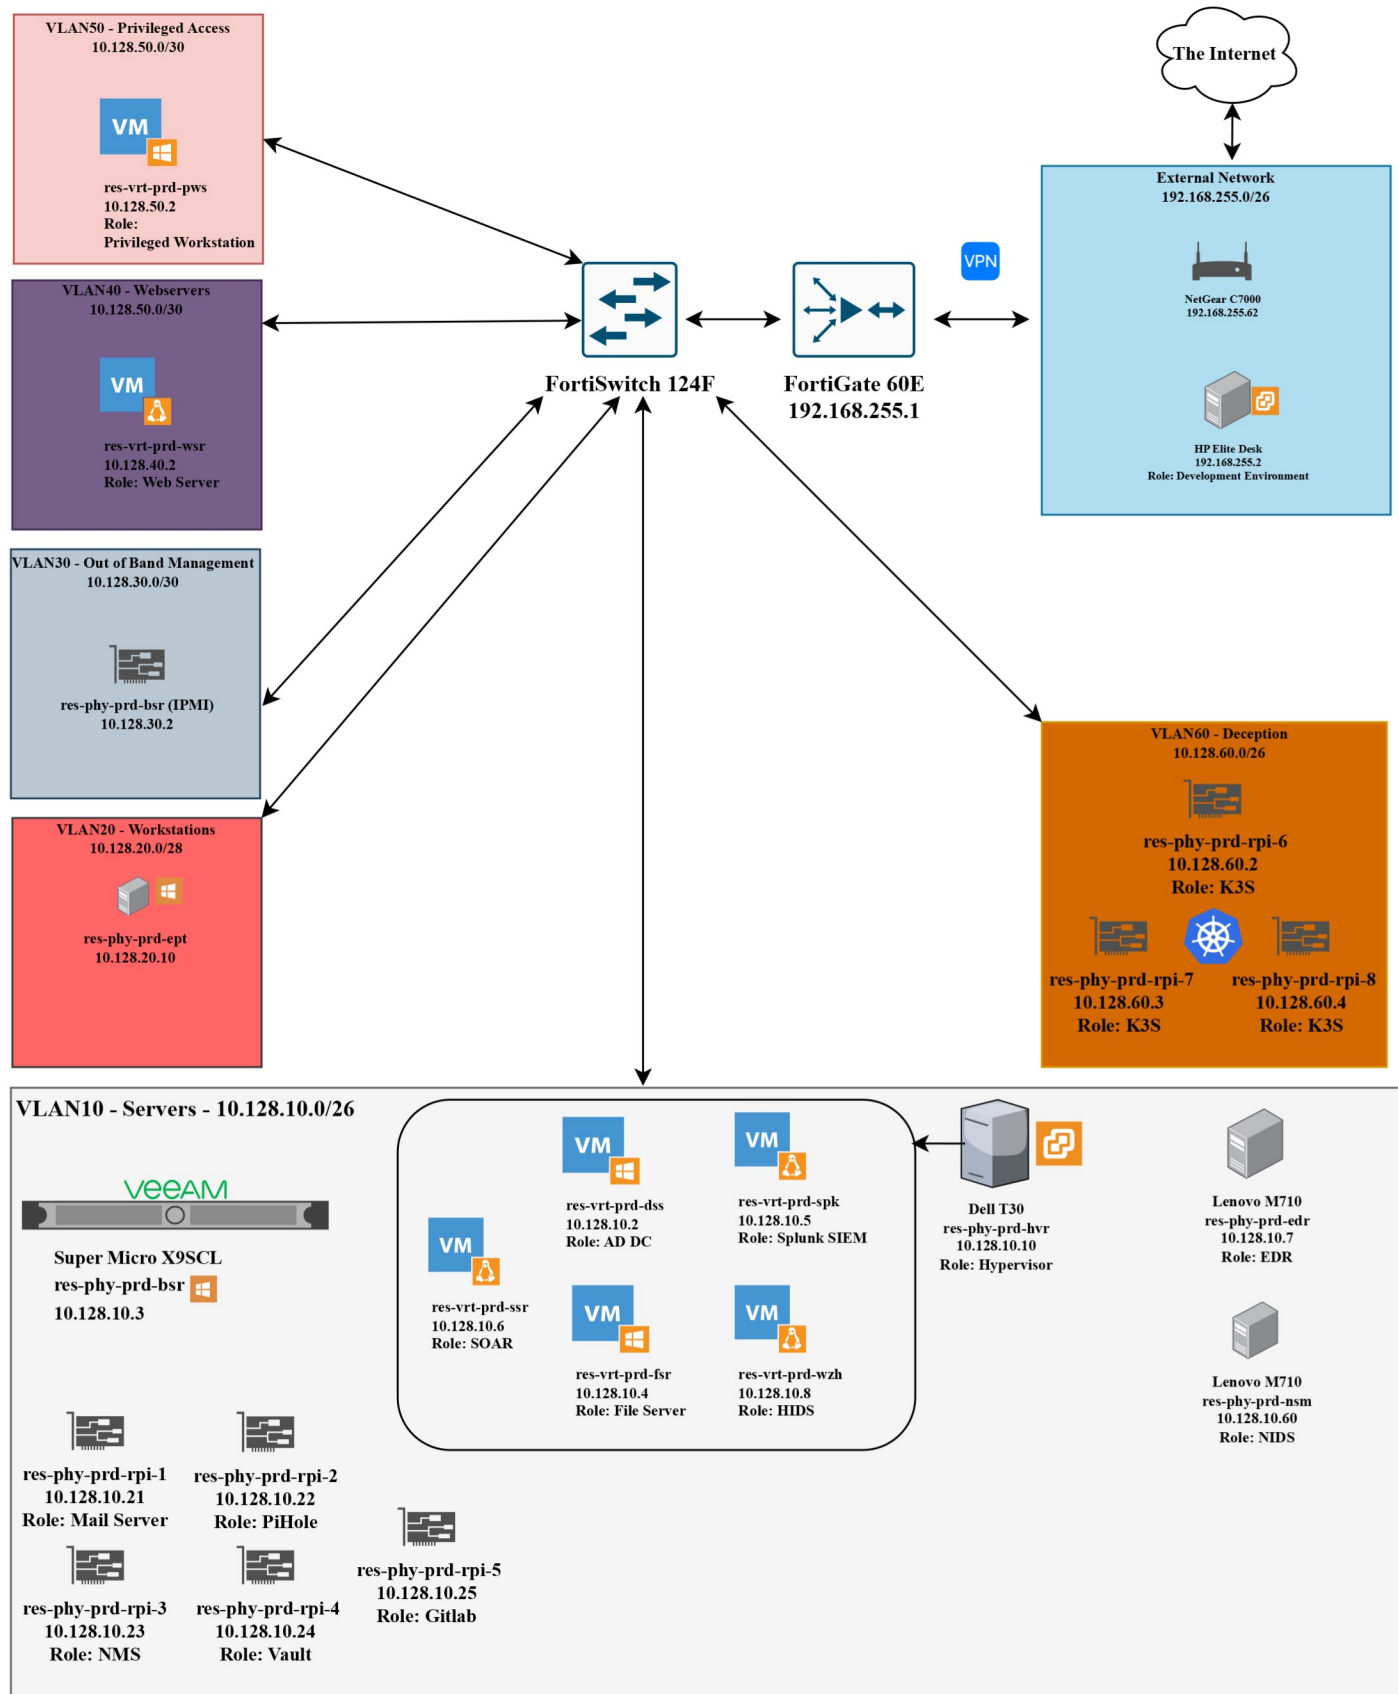 VLAN50 - Privileged Access
10.128.50.0/30
VM
res-vrt-prd-pws
10.128.50.2
Role:
Privileged Workstation
The Internet
External Network
192.168.255.0/26
NetGear C7000
192.168.255.62
HP Elite Desk
192.168.255.2
Role: Development Environment
VPN
FortiSwitch 124F
FortiGate 60E
192.168.255.1
VLAN40 - Webservers
10.128.50.0/30
VM
res-vrt-prd-wsr
10.128.40.2
Role: Web Server
VLAN30 - Out of Band Management
10.128.30.0/30
res-phy-prd-bsr (IPMI)
10.128.30.2
VLAN20 - Workstations
10.128.20.0/28
res-phy-prd-ept
10.128.20.10
VLAN60 - Deception
10.128.60.0/26
res-phy-prd-rpi-6
10.128.60.2
Role: K3S
res-phy-prd-rpi-7
10.128.60.3
Role: K3S
res-phy-prd-rpi-8
10.128.60.4
Role: K3S
VLAN10 - Servers - 10.128.10.0/26
veeAM
Super Micro X9SCL
res-phy-prd-bsr
10.128.10.3
VM
res-vrt-prd-dss
10.128.10.2
Role: AD DC
VM
res-vrt-prd-spk
10.128.10.5
Role: Splunk SIEM
VM
res-vrt-prd-ssr
10.128.10.6
Role: SOAR
VM
res-vrt-prd-fsr
10.128.10.4
Role: File Server
VM
res-vrt-prd-wzh
10.128.10.8
Role: HIDS
Dell T30
res-phy-prd-hvr
10.128.10.10
Role: Hypervisor
Lenovo M710
res-phy-prd-edr
10.128.10.7
Role: EDR
Lenovo M710
res-phy-prd-nsm
10.128.10.60
Role: NIDS
res-phy-prd-rpi-1
10.128.10.21
Role: Mail Server
res-phy-prd-rpi-2
10.128.10.22
Role: PiHole
res-phy-prd-rpi-3
10.128.10.23
Role: NMS
res-phy-prd-rpi-4
10.128.10.24
Role: Vault
res-phy-prd-rpi-5
10.128.10.25
Role: Gitlab